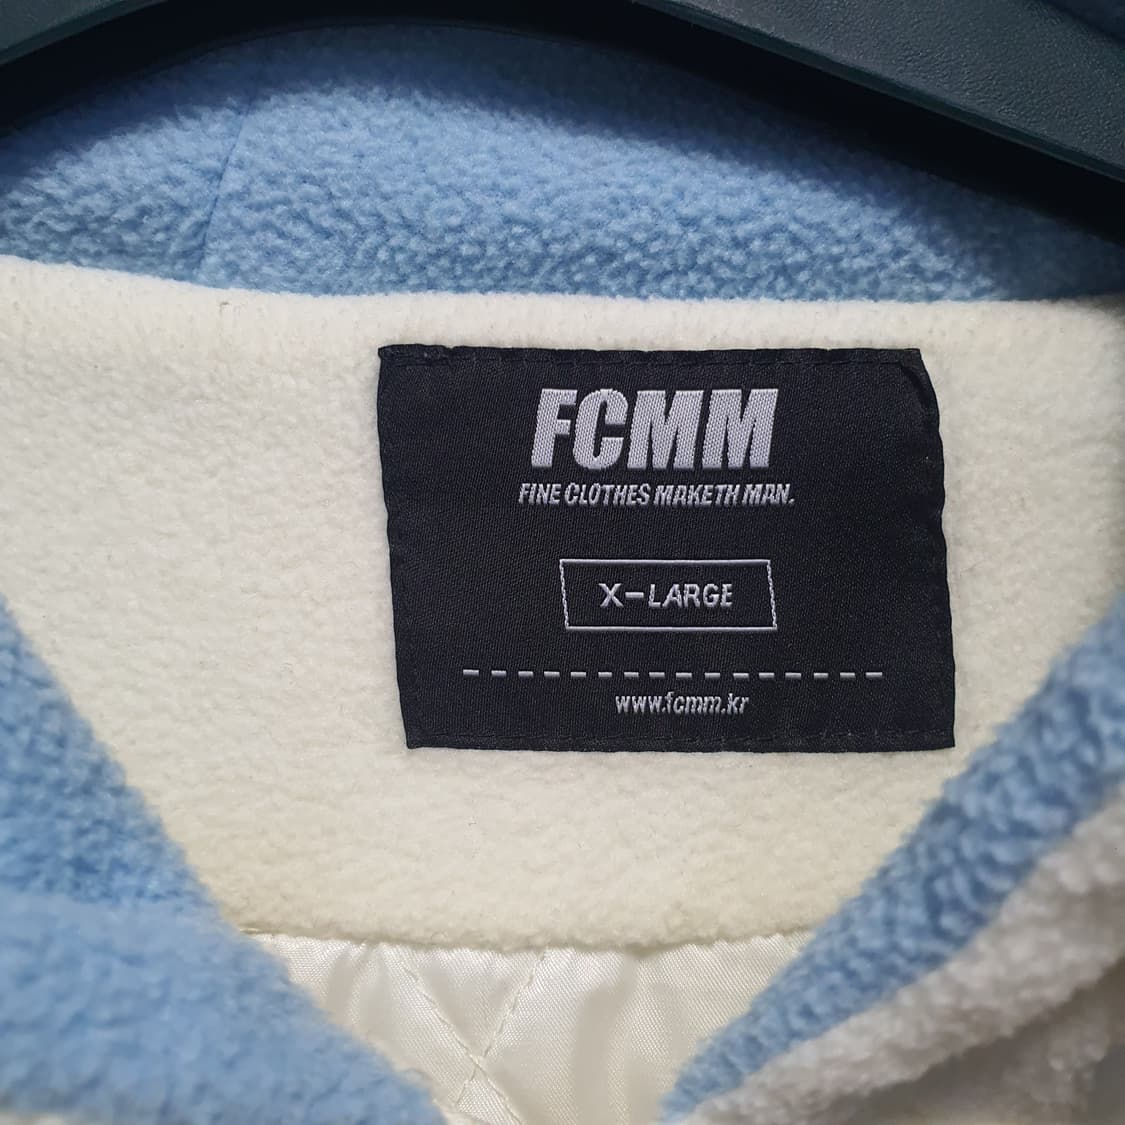 FCMM
FINE CLOTHES MAKETH MAN.
X-LARGE
www.fcmm.kr